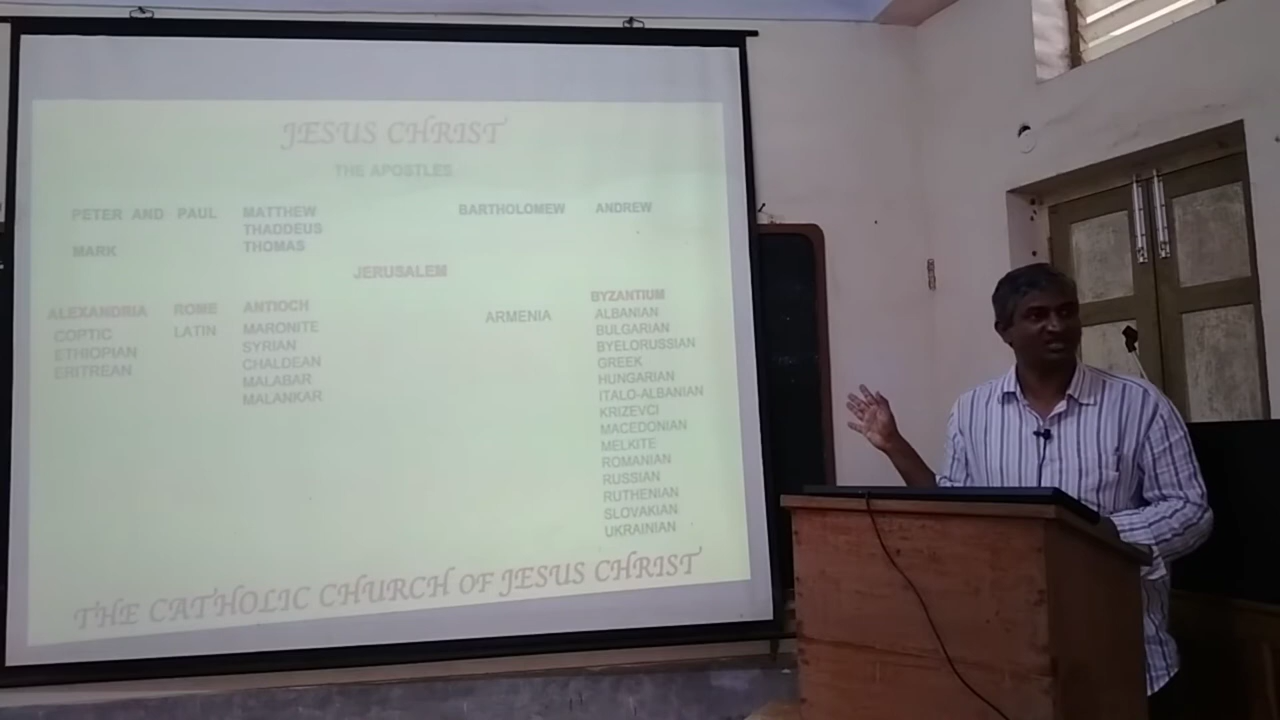 JESUS CHRIST
THE APOSTLES
PETER AND PAUL
MARK
MATTHEW
THADDEUS
THOMAS
BARTHOLOMEW
ANDREW
JERUSALEM
ALEXANDRIA
COPTIC
ETHIOPIAN
ERITREAN
ROME
LATIN
ANTIOCH
MARONITE
SYRIAN
CHALDEAN
MALABAR
MALANKAR
ARMENIA
BYZANTIUM
ALBANIAN
BULGARIAN
BYELORUSSIAN
GREEK
HUNGARIAN
ITALO-ALBANIAN
KRIZEVCI
MACEDONIAN
MELKITE
ROMANIAN
RUSSIAN
RUTHENIAN
SLOVAKIAN
UKRAINIAN
THE CATHOLIC CHURCH OF JESUS CHRIST